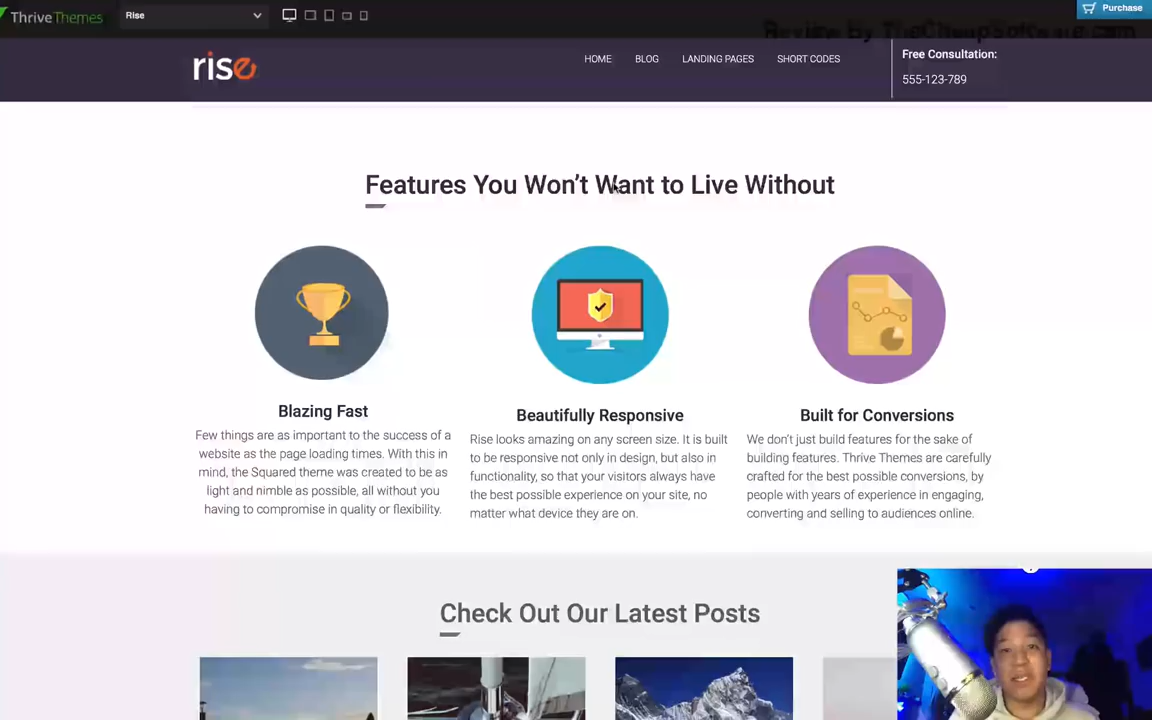 ThriveThemes
Rise
Purchase
Review by TheCheapSoftware.com
rise
HOME
BLOG
LANDING PAGES
SHORT CODES
Free Consultation:
555-123-789
Features You Won't Want to Live Without
Blazing Fast
Few things are as important to the success of a
website as the page loading times. With this in
mind, the Squared theme was created to be as
light and nimble as possible, all without you
having to compromise in quality or flexibility.
Beautifully Responsive
Rise looks amazing on any screen size. It is built
to be responsive not only in design, but also in
functionality, so that your visitors always have
the best possible experience on your site, no
matter what device they are on.
Built for Conversions
We don't just build features for the sake of
building features. Thrive Themes are carefully
crafted for the best possible conversions, by
people with years of experience in engaging,
converting and selling to audiences online.
Check Out Our Latest Posts